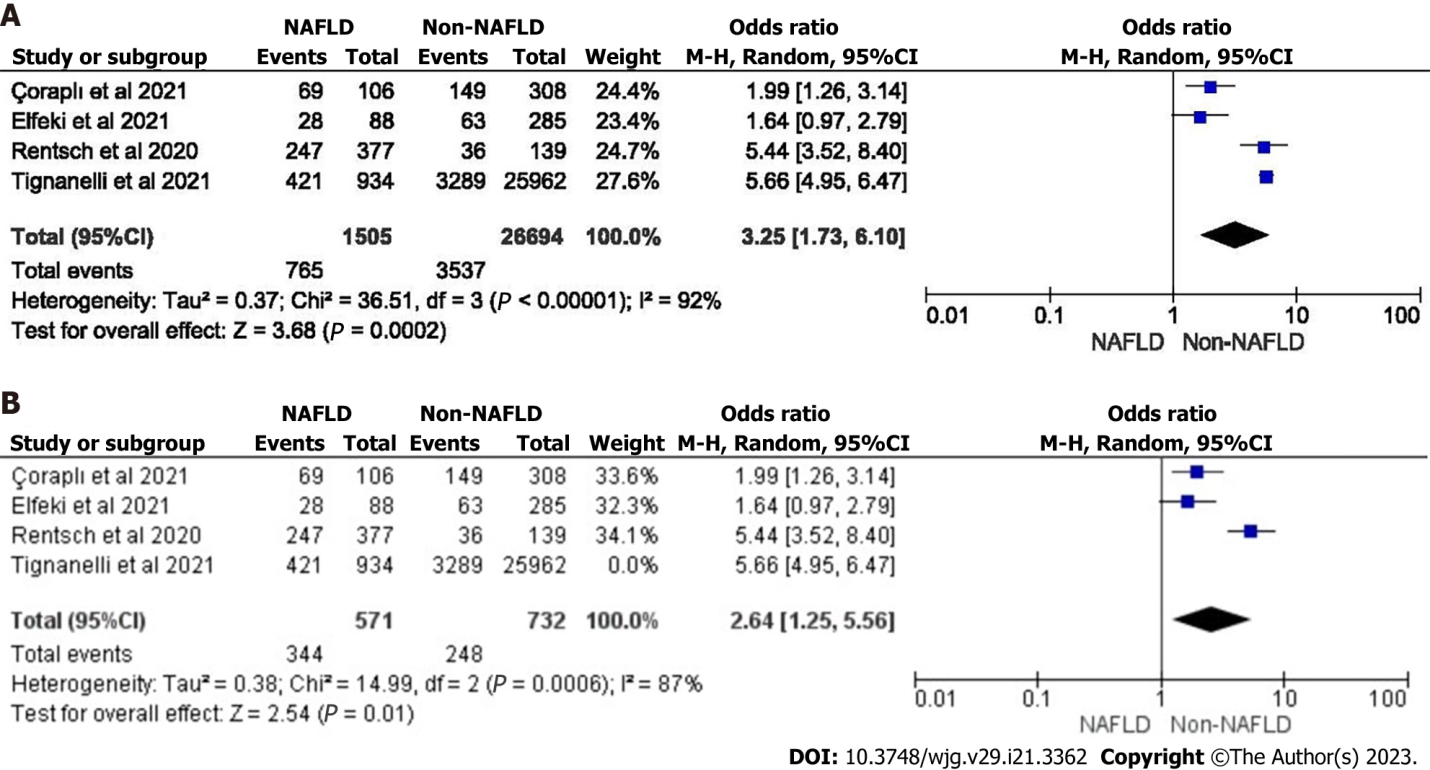 A
NAFLD Non-NAFLD Odds ratio Odds ratio
Study or subgroup Events Total Events Total Weight M-H, Random, 95%CI M-H, Random, 95%CI
Çoraplı et al 2021 69 106 149 308 24.4% 1.99 [1.26, 3.14]
Elfeki et al 2021 28 88 63 285 23.4% 1.64 [0.97, 2.79]
Rentsch et al 2020 247 377 36 139 24.7% 5.44 [3.52, 8.40]
Tignanelli et al 2021 421 934 3289 25962 27.6% 5.66 [4.95, 6.47]
Total (95%CI) 1505 26694 100.0% 3.25 [1.73, 6.10]
Total events 765 3537
Heterogeneity: Tau² = 0.37; Chi² = 36.51, df = 3 (P < 0.00001); I² = 92%
Test for overall effect: Z = 3.68 (P = 0.0002)
0.01 0.1 1 10 100
NAFLD Non-NAFLD
B
NAFLD Non-NAFLD Odds ratio Odds ratio
Study or subgroup Events Total Events Total Weight M-H, Random, 95%CI M-H, Random, 95%CI
Çoraplı et al 2021 69 106 149 308 33.6% 1.99 [1.26, 3.14]
Elfeki et al 2021 28 88 63 285 32.3% 1.64 [0.97, 2.79]
Rentsch et al 2020 247 377 36 139 34.1% 5.44 [3.52, 8.40]
Tignanelli et al 2021 421 934 3289 25962 0.0% 5.66 [4.95, 6.47]
Total (95%CI) 571 732 100.0% 2.64 [1.25, 5.56]
Total events 344 248
Heterogeneity: Tau² = 0.38; Chi² = 14.99, df = 2 (P = 0.0006); I² = 87%
Test for overall effect: Z = 2.54 (P = 0.01)
0.01 0.1 1 10 100
NAFLD Non-NAFLD
DOI: 10.3748/wjg.v29.i21.3362 Copyright ©The Author(s) 2023.